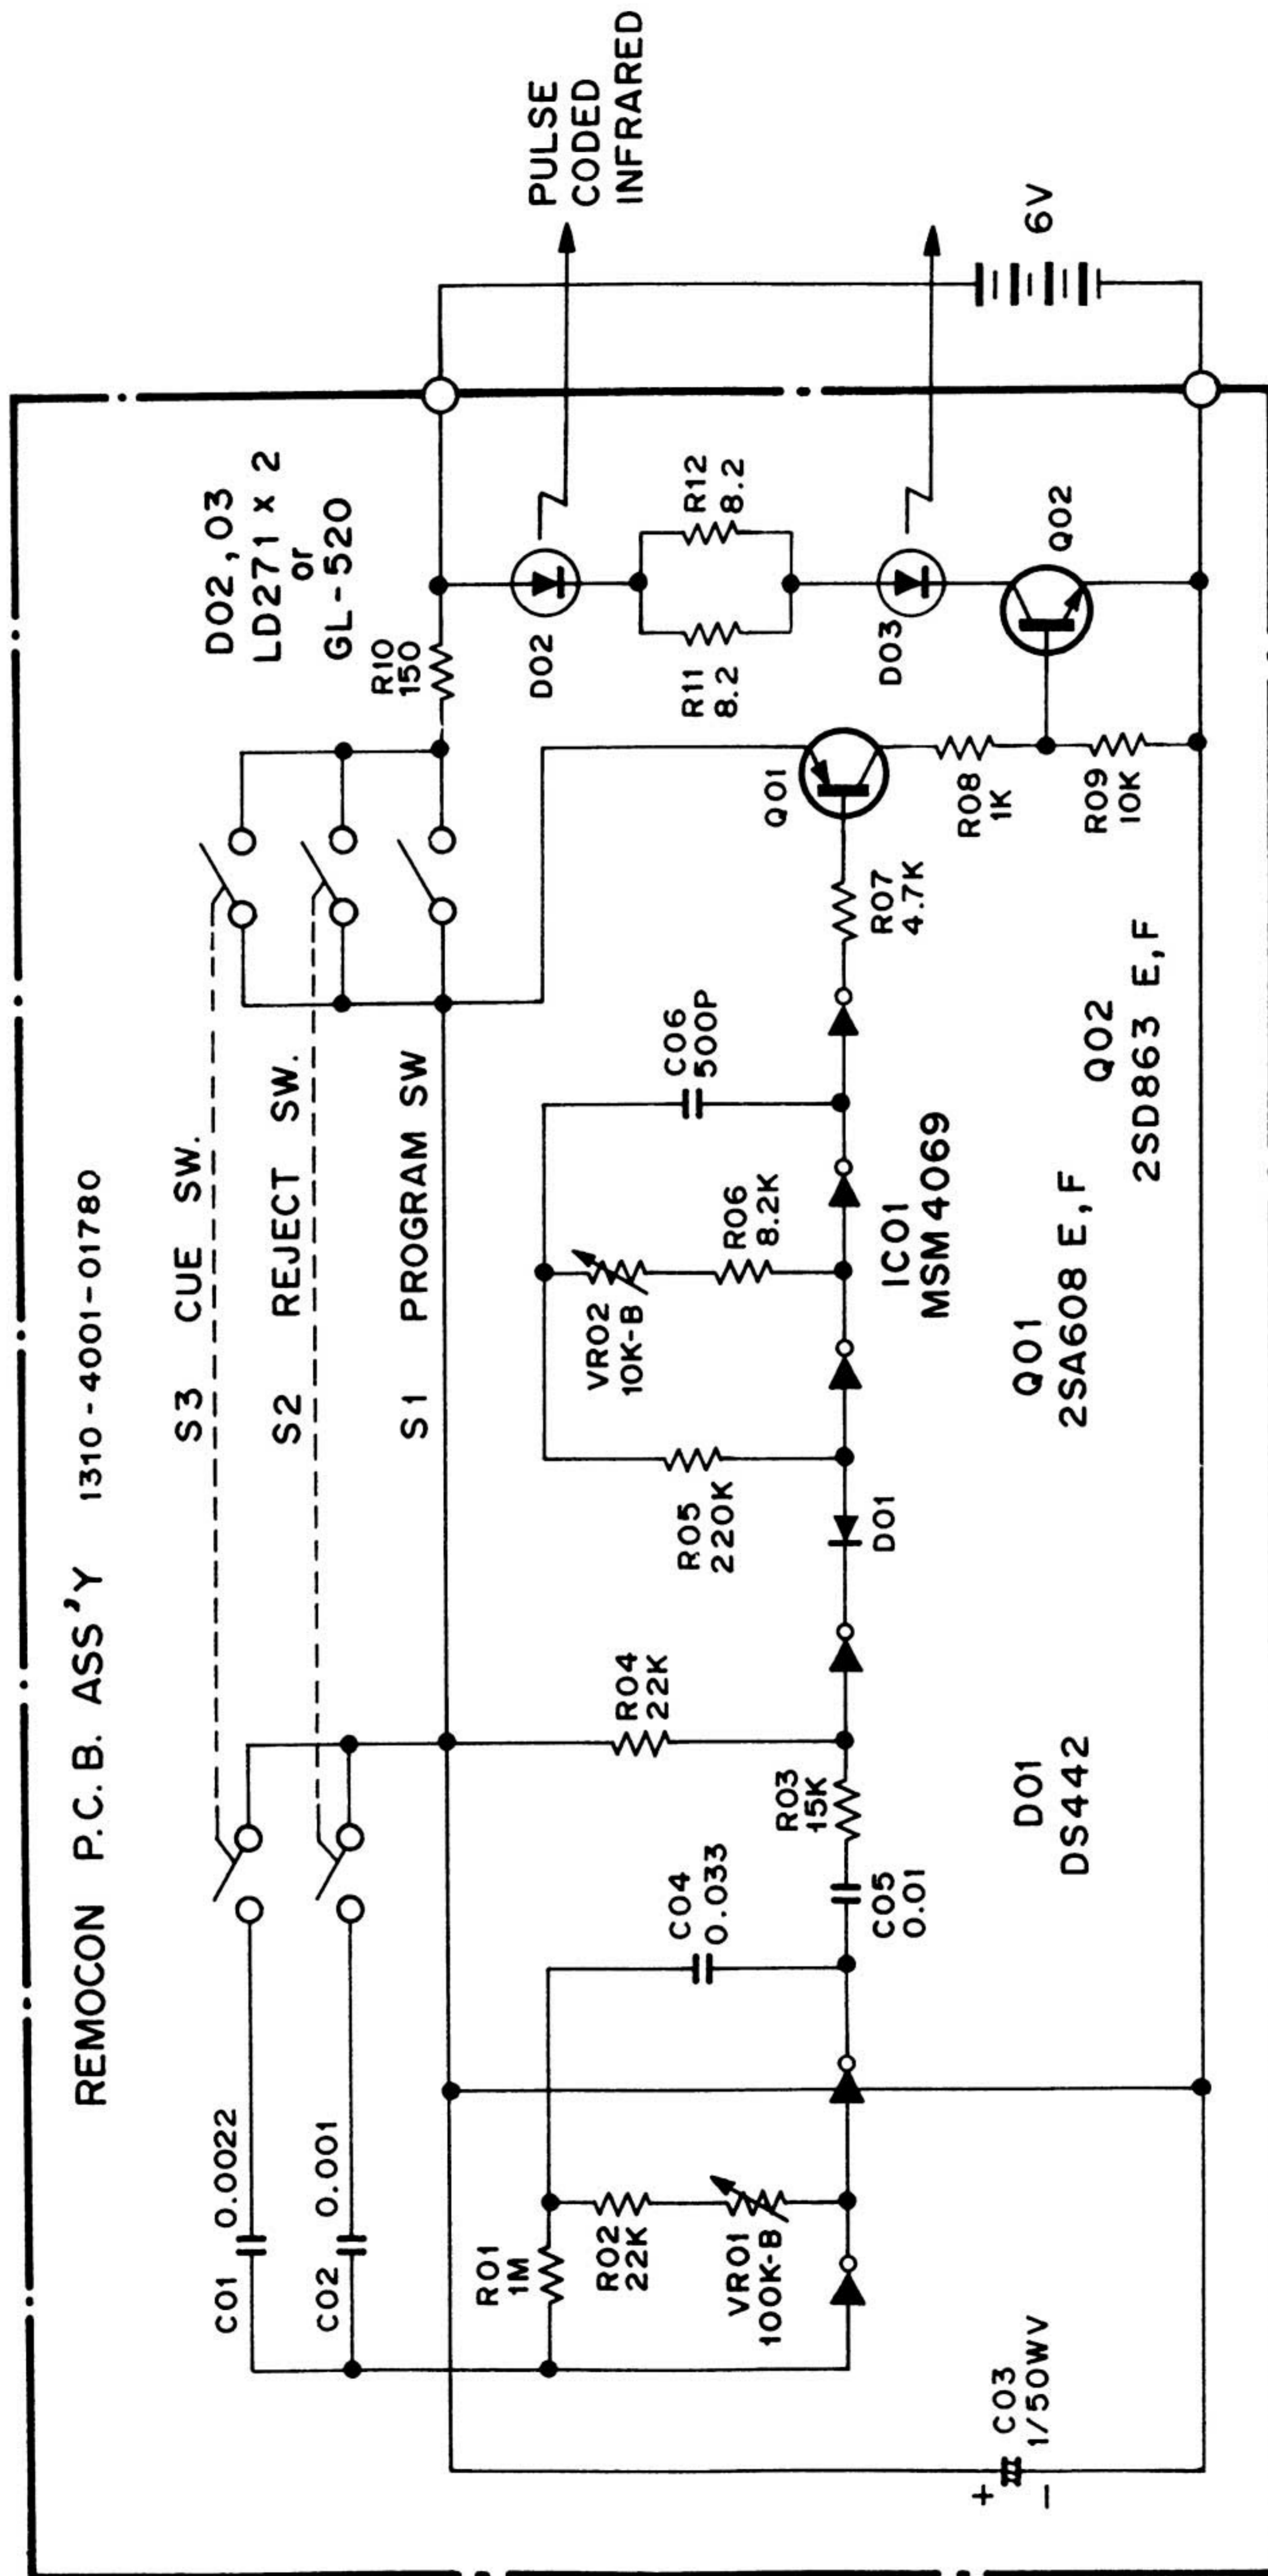 REMOCON P.C.B. ASS'Y 1310-4001-01780
S3 CUE SW.
S2 REJECT SW.
S1 PROGRAM SW
C01 0.0022
C02 0.001
R01
1M
R02
22K
VR01
100K-B
C03
1/50WV
+
-
C04
0.033
C05
0.01
R03
15K
R04
22K
D01
DS442
D01
R05
220K
VR02
10K-B
R06
8.2K
C06
500P
IC01
MSM4069
R07
4.7K
Q01
Q01
2SA608 E,F
Q02
2SD863 E,F
R08
1K
R09
10K
R10
150
D02,03
LD271 x 2
or
GL-520
D02
R11
8.2
R12
8.2
D03
Q02
PULSE
CODED
INFRARED
6V